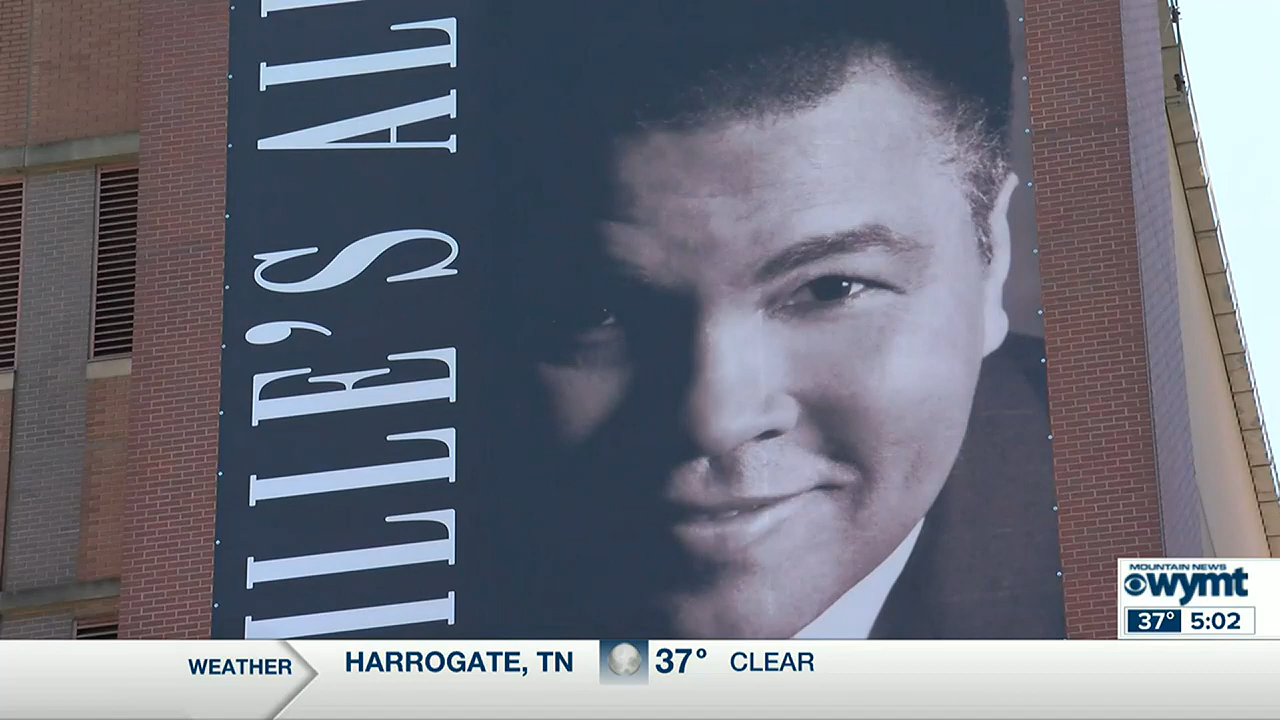 ILLE'S AL
MOUNTAIN NEWS
wymt
37° 5:02
WEATHER
HARROGATE, TN 37° CLEAR